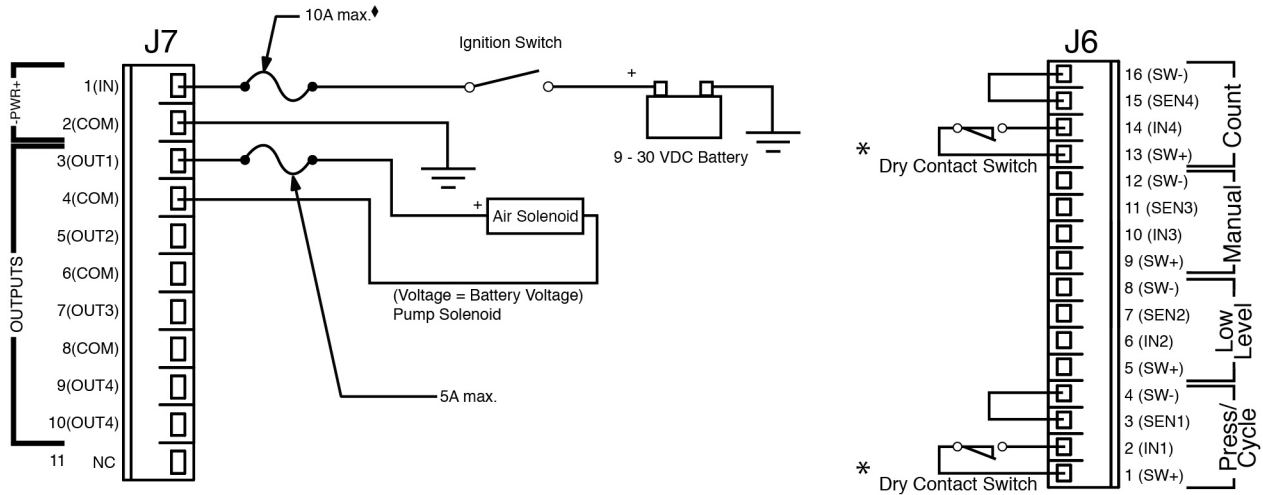 10A max.♦
J7
Ignition Switch
-PWR+
1(IN)
2(COM)
+
9 - 30 VDC Battery
OUTPUTS
3(OUT1)
4(COM)
5(OUT2)
6(COM)
7(OUT3)
8(COM)
9(OUT4)
10(OUT4)
11 NC
+
Air Solenoid
(Voltage = Battery Voltage)
Pump Solenoid
5A max.
J6
16 (SW-)
15 (SEN4)
14 (IN4)
13 (SW+)
Count
* Dry Contact Switch
12 (SW-)
11 (SEN3)
10 (IN3)
9 (SW+)
Manual
8 (SW-)
7 (SEN2)
6 (IN2)
5 (SW+)
Low
Level
4 (SW-)
3 (SEN1)
2 (IN1)
1 (SW+)
Press/
Cycle
* Dry Contact Switch